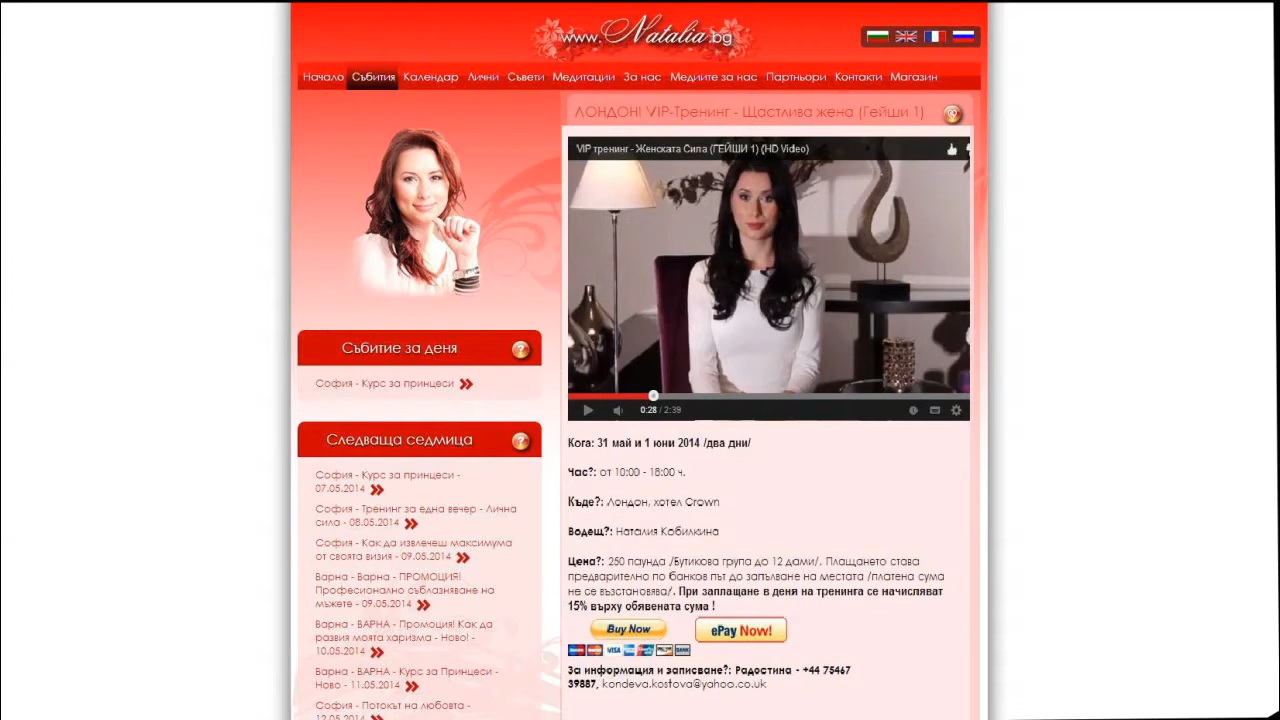 www.Natalia.bg
Начало Събития Календар Лични Съвети Медитации За нас Медиите за нас Партньори Контакти Магазин
ЛОНДОН! VIP-Тренинг - Щастлива жена (Гейши 1)
VIP тренинг - Женската Сила (ГЕЙШИ 1) (HD Video)
0:28 / 2:39
Събитие за деня
София - Курс за принцеси
Следваща седмица
София - Курс за принцеси -
07.05.2014
София - Тренинг за една вечер - Лична
сила - 08.05.2014
София - Как да извлечеш максимума
от своята визия - 09.05.2014
Варна - Варна - ПРОМОЦИЯ!
Професионално съблазняване на
мъжете - 09.05.2014
Варна - ВАРНА - Промоция! Как да
развия моята харизма - Ново! -
10.05.2014
Варна - ВАРНА - Курс за Принцеси -
Ново - 11.05.2014
София - Потокът на любовта -
12.05.2014
Кога: 31 май и 1 юни 2014 /два дни/
Час?: от 10:00 - 18:00 ч.
Къде?: Лондон, хотел Crown
Водещ?: Наталия Кобилкина
Цена?: 250 паунда /Бутикова група до 12 дами/. Плащането става
предварително по банков път до запълване на местата /платена сума
не се възстановява/. При заплащане в деня на тренинга се начисляват
15% върху обявената сума !
Buy Now ePay Now!
VISA
За информация и записване?: Радостина - +44 75467
39887, kondeva.kostova@yahoo.co.uk